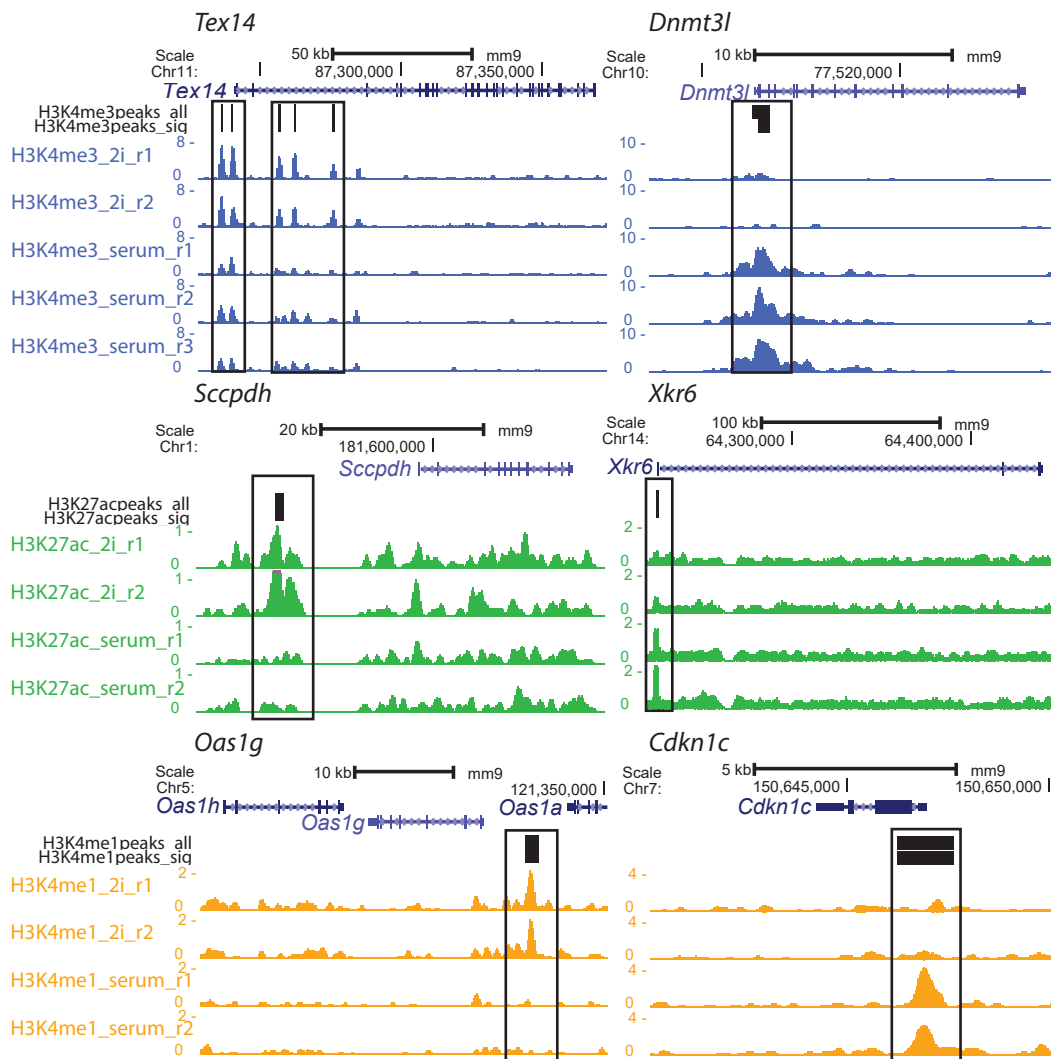 Tex14
Scale 50 kb mm9
Chr11: 87,300,000 87,350,000
Tex14
H3K4me3peaks_all
H3K4me3peaks_sig
8 -
H3K4me3_2i_r1
0
8 -
H3K4me3_2i_r2
0
8 -
H3K4me3_serum_r1
0
8 -
H3K4me3_serum_r2
0
8 -
H3K4me3_serum_r3
0
Dnmt3l
Scale 10 kb mm9
Chr10: 77,520,000
Dnmt3l
10 -
0
10 -
0
10 -
0
10 -
0
10 -
0
Sccpdh
Scale 20 kb mm9
Chr1: 181,600,000
Sccpdh
H3K27acpeaks_all
H3K27acpeaks_sig
1 -
H3K27ac_2i_r1
0
1 -
H3K27ac_2i_r2
0
1 -
H3K27ac_serum_r1
0
1 -
H3K27ac_serum_r2
0
Xkr6
Scale 100 kb mm9
Chr14: 64,300,000 64,400,000
Xkr6
2 -
0
2 -
0
2 -
0
2 -
0
Oas1g
Scale 10 kb mm9
Chr5: 121,350,000
Oas1h Oas1a
Oas1g
H3K4me1peaks_all
H3K4me1peaks_sig
2 -
H3K4me1_2i_r1
0
2 -
H3K4me1_2i_r2
0
2 -
H3K4me1_serum_r1
0
2 -
H3K4me1_serum_r2
0
Cdkn1c
Scale 5 kb mm9
Chr7: 150,645,000 150,650,000
Cdkn1c
4 -
0
4 -
0
4 -
0
4 -
0